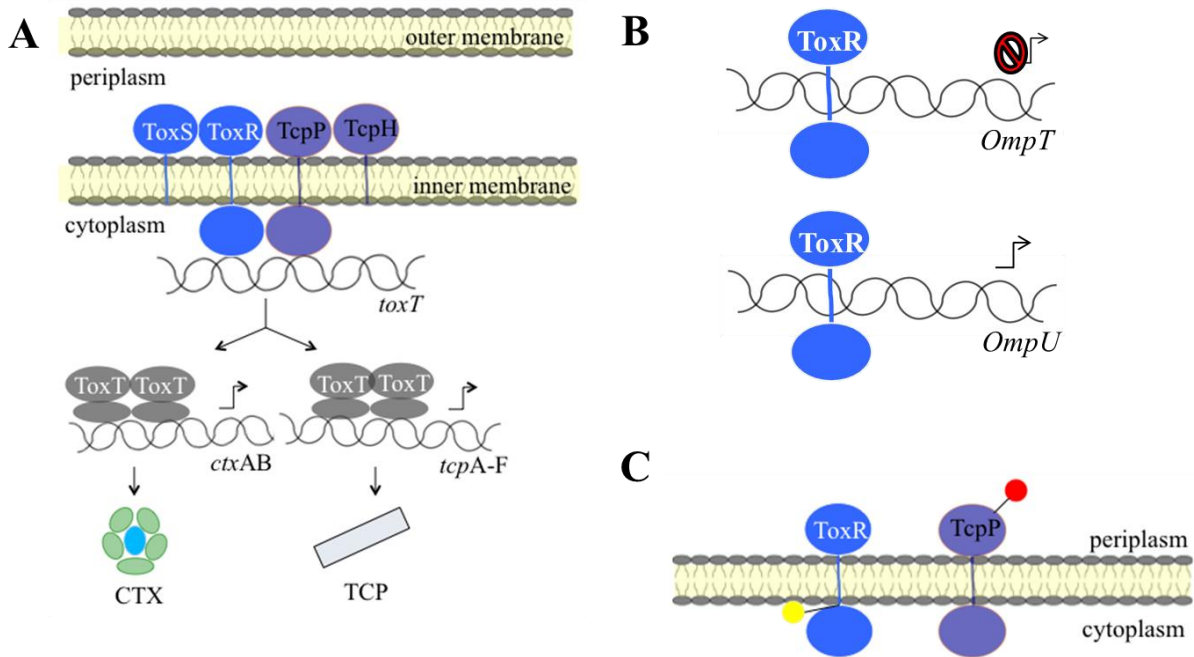 A
outer membrane
periplasm
ToxS ToxR TcpP TcpH
inner membrane
cytoplasm
toxT
ToxT ToxT
ToxT ToxT
ctxAB
tcpA-F
CTX
TCP
B
ToxR
OmpT
ToxR
OmpU
C
ToxR
TcpP
periplasm
cytoplasm